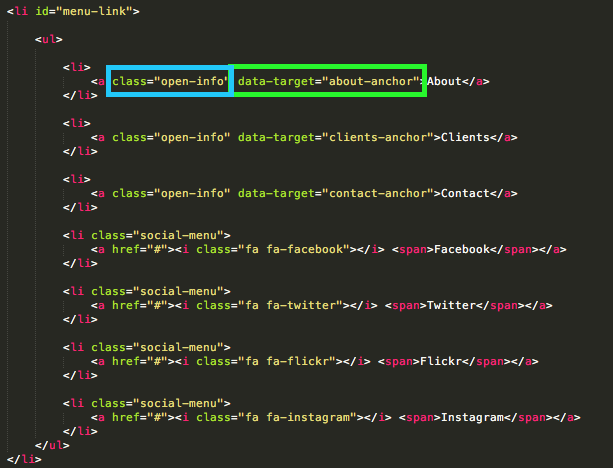 <li id="menu-link">
<ul>
<li>
<a class="open-info" data-target="about-anchor">About</a>
</li>
<li>
<a class="open-info" data-target="clients-anchor">Clients</a>
</li>
<li>
<a class="open-info" data-target="contact-anchor">Contact</a>
</li>
<li class="social-menu">
<a href="#"><i class="fa fa-facebook"></i> <span>Facebook</span></a>
</li>
<li class="social-menu">
<a href="#"><i class="fa fa-twitter"></i> <span>Twitter</span></a>
</li>
<li class="social-menu">
<a href="#"><i class="fa fa-flickr"></i> <span>Flickr</span></a>
</li>
<li class="social-menu">
<a href="#"><i class="fa fa-instagram"></i> <span>Instagram</span></a>
</li>
</ul>
</li>